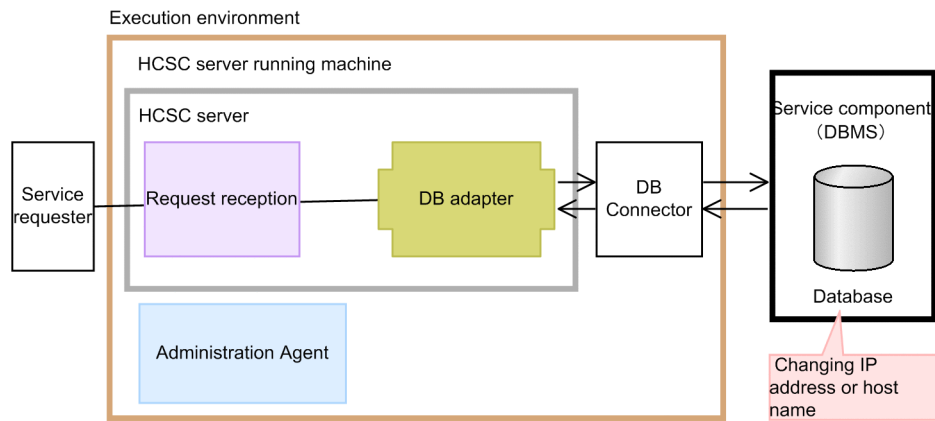 Execution environment
HCSC server running machine
HCSC server
Service
requester
Request reception
DB adapter
DB
Connector
Service component
（DBMS）
Database
Administration Agent
Changing IP
address or host
name